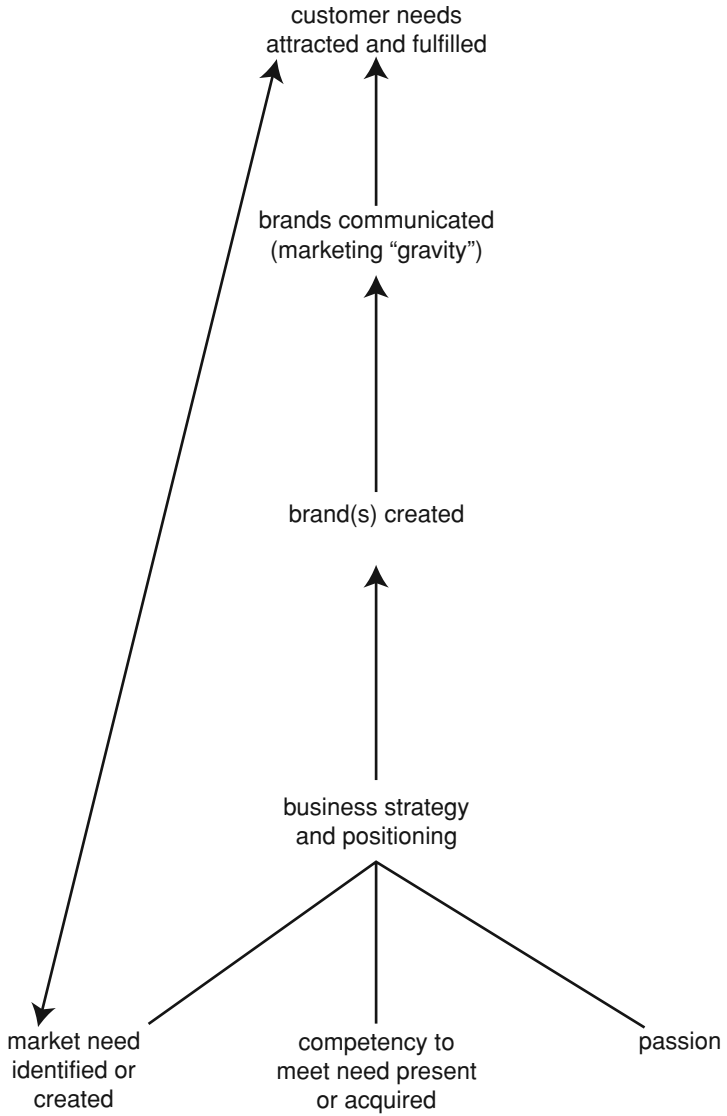 customer needs
attracted and fulfilled
brands communicated
(marketing “gravity”)
brand(s) created
business strategy
and positioning
market need
identified or
created
competency to
meet need present
or acquired
passion